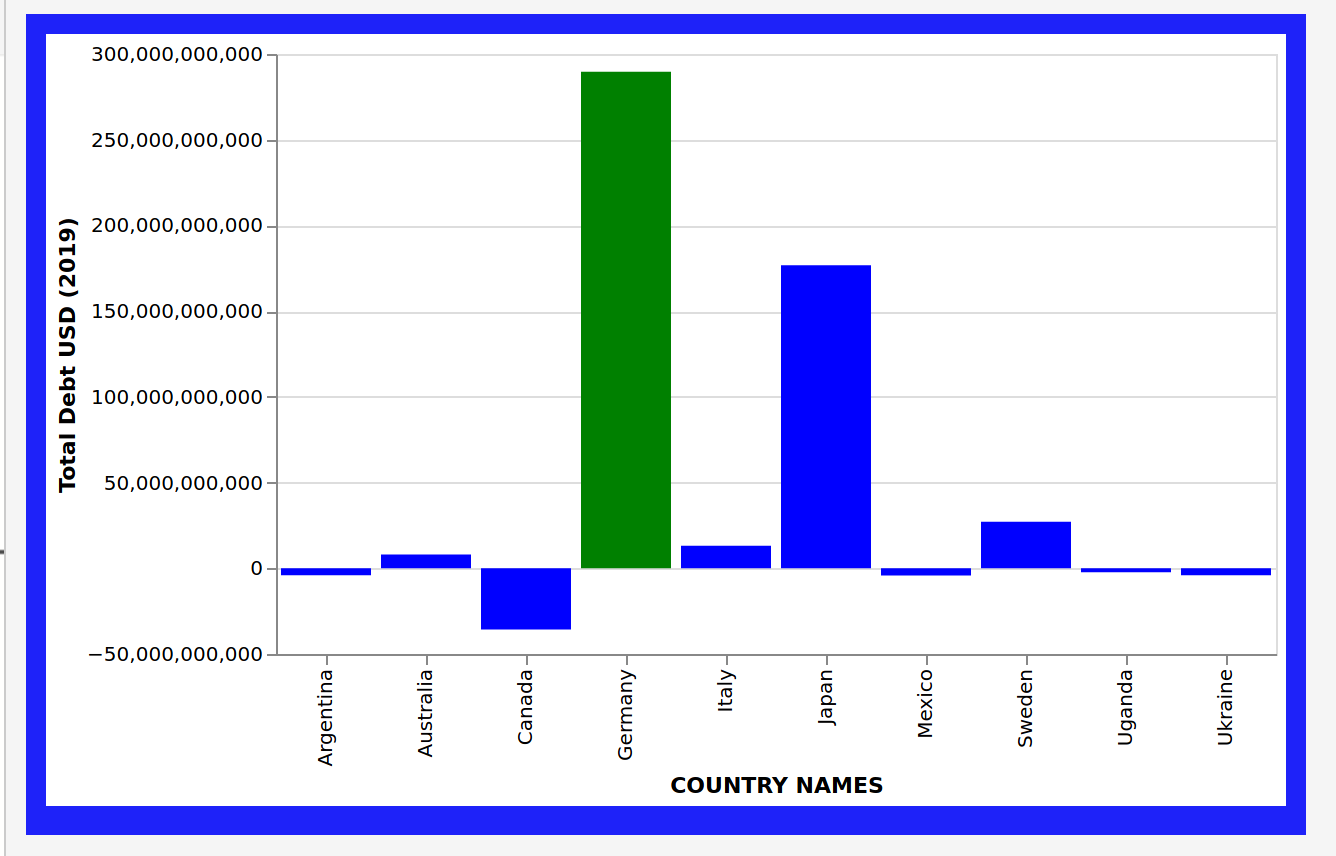 300,000,000,000
250,000,000,000
200,000,000,000
150,000,000,000
100,000,000,000
50,000,000,000
0
−50,000,000,000
Total Debt USD (2019)
Argentina
Australia
Canada
Germany
Italy
Japan
Mexico
Sweden
Uganda
Ukraine
COUNTRY NAMES